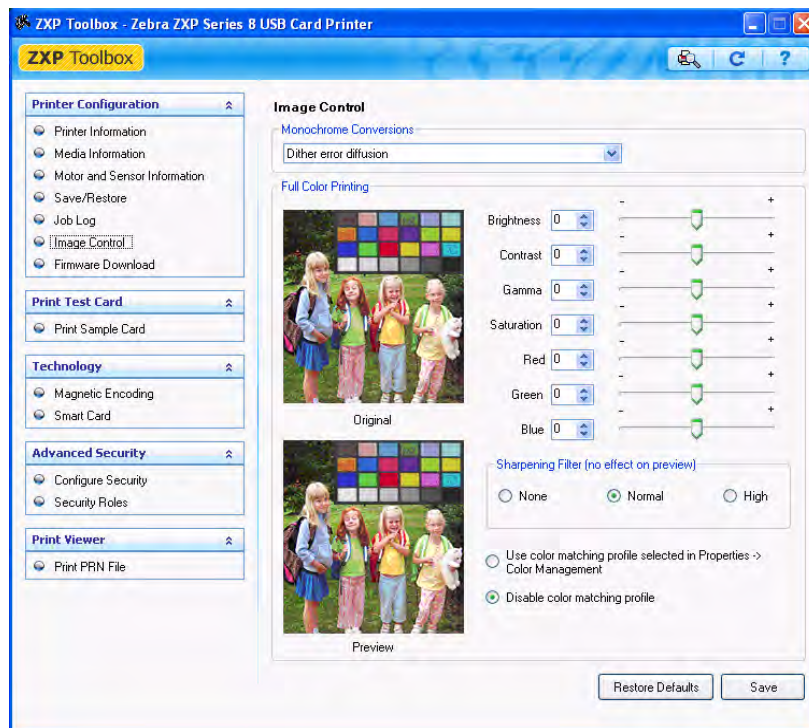 ZXP Toolbox - Zebra ZXP Series 8 USB Card Printer
ZXP Toolbox
?
Printer Configuration
Printer Information
Media Information
Motor and Sensor Information
Save/Restore
Job Log
Image Control
Firmware Download
Print Test Card
Print Sample Card
Technology
Magnetic Encoding
Smart Card
Advanced Security
Configure Security
Security Roles
Print Viewer
Print PRN File
Image Control
Monochrome Conversions
Dither error diffusion
Full Color Printing
Original
Preview
- +
Brightness 0
- +
Contrast 0
- +
Gamma 0
- +
Saturation 0
- +
Red 0
- +
Green 0
- +
Blue 0
Sharpening Filter (no effect on preview)
None Normal High
Use color matching profile selected in Properties ->
Color Management
Disable color matching profile
Restore Defaults Save